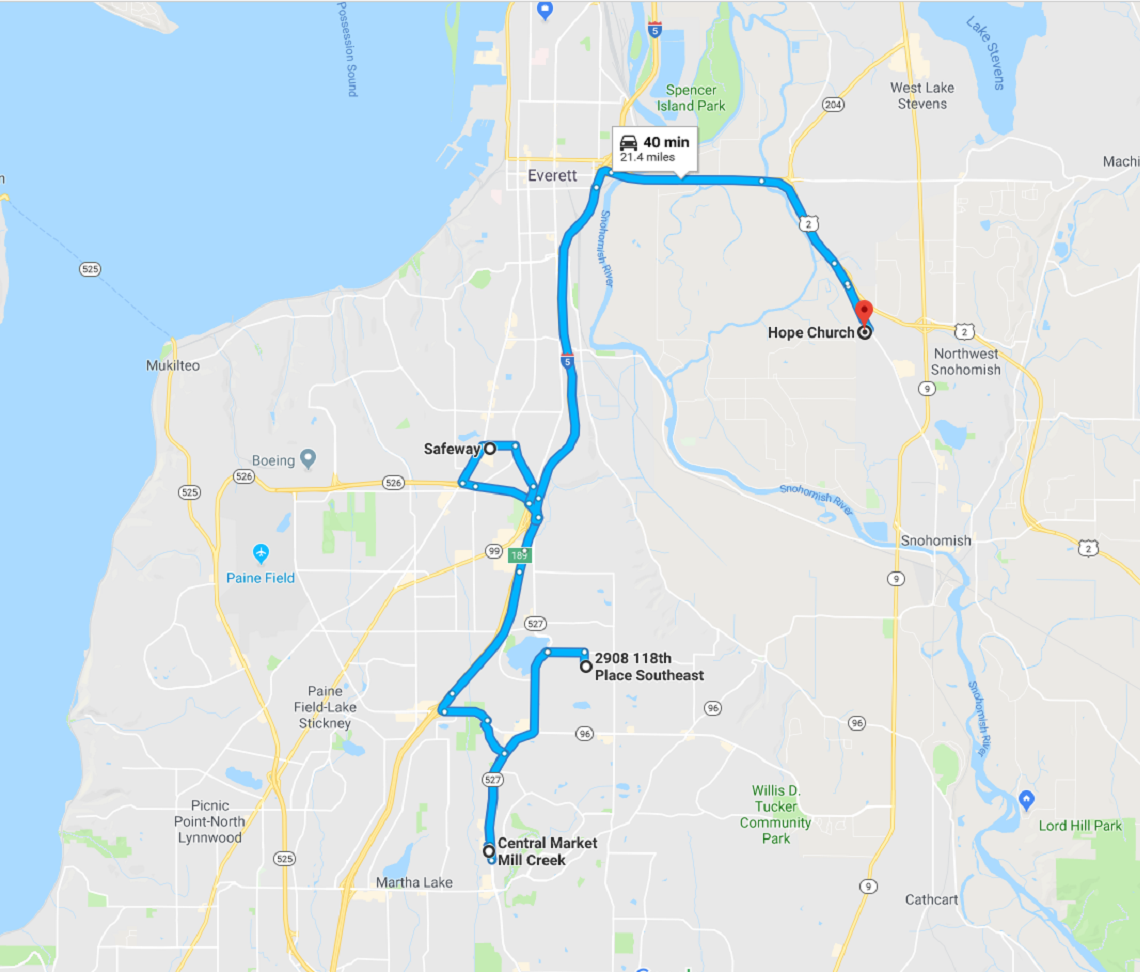 Possession Sound
5
Lake Stevens
West Lake
Stevens
Spencer
Island Park
204
40 min
21.4 miles
Everett
Machi
n
2
Snohomish River
525
Hope Church
2
Northwest
Snohomish
Mukilteo
5
9
Safeway
Boeing
526
526
525
Snohomish River
Snohomish
99
189
2
Paine Field
9
527
2908 118th
Place Southeast
Paine
Field-Lake
Stickney
96
96
96
Snohomish River
527
Willis D.
Tucker
Community
Park
Picnic
Point-North
Lynnwood
Lord Hill Park
Central Market
Mill Creek
525
Martha Lake
9
Cathcart